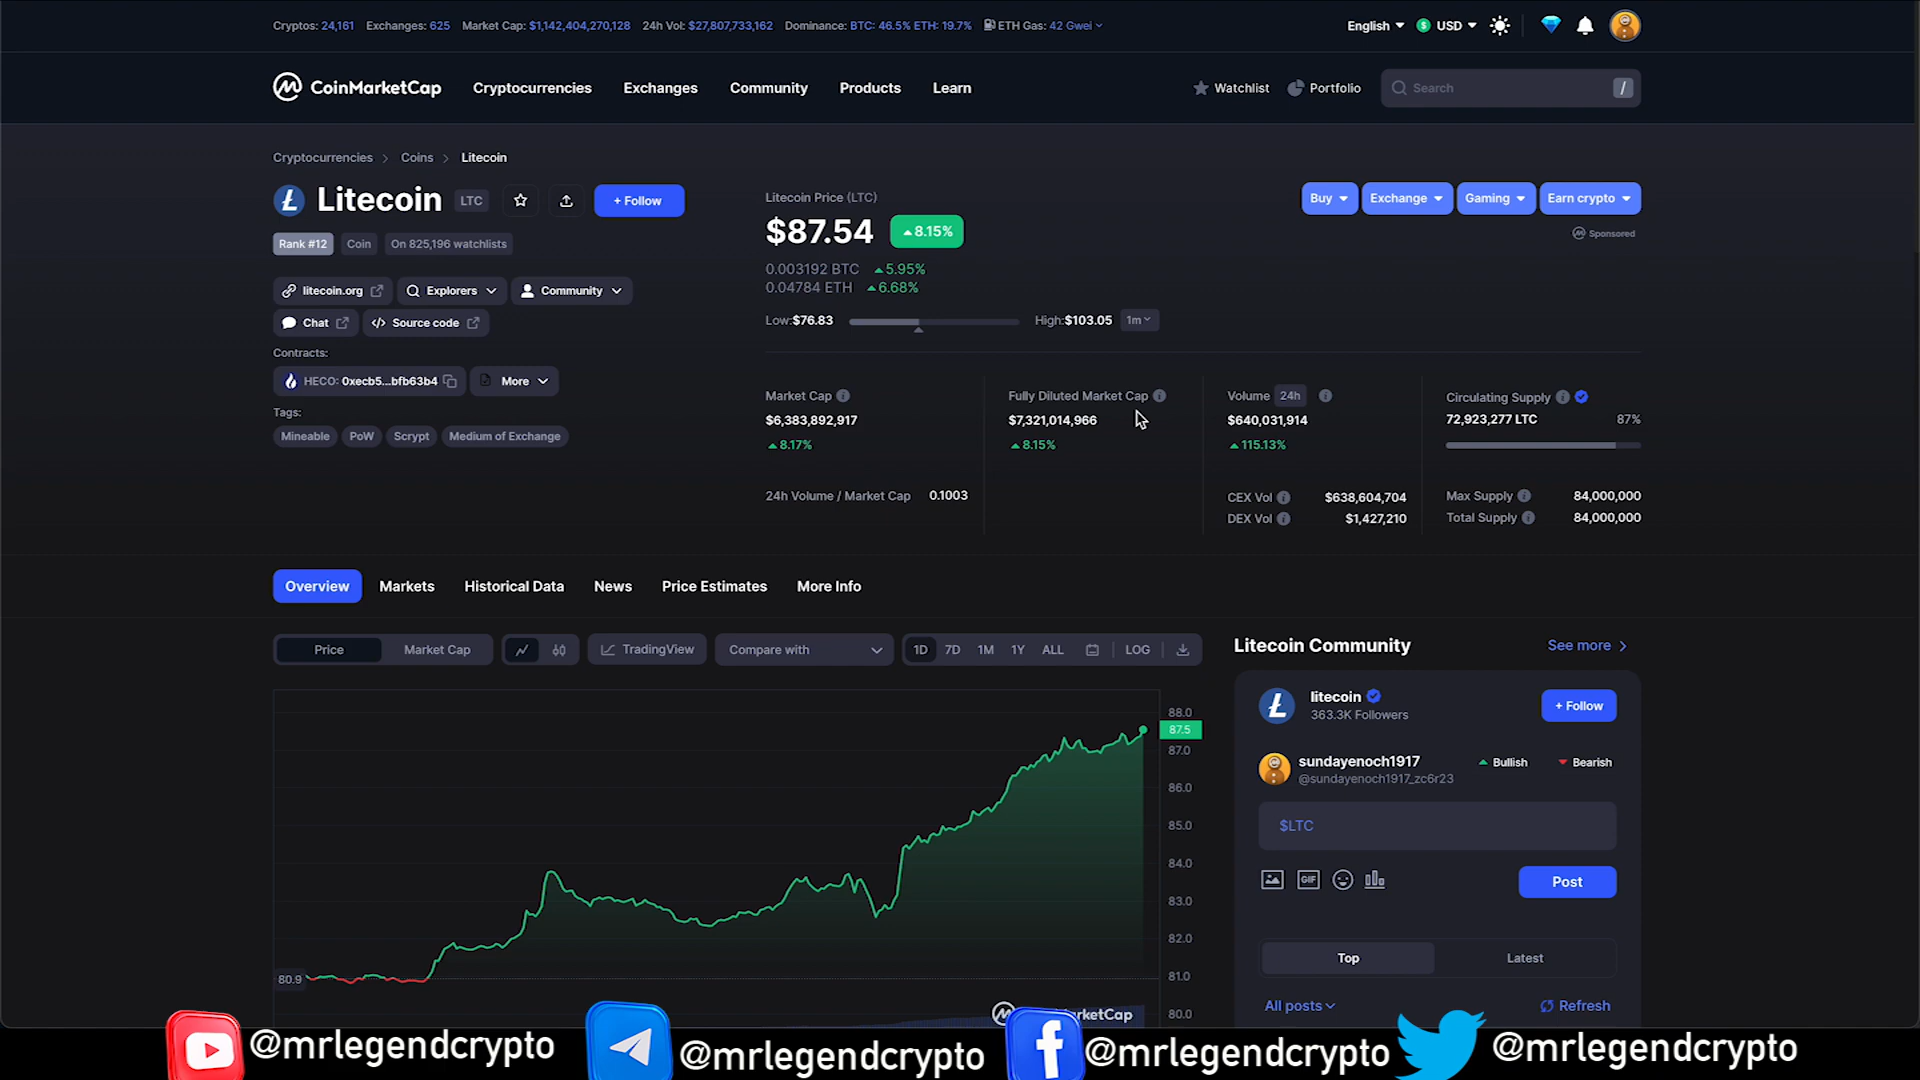 Cryptos: 24,161 Exchanges: 625 Market Cap: $1,142,404,270,128 24h Vol: $27,807,733,162 Dominance: BTC: 46.5% ETH: 19.7% ETH Gas: 42 Gwei English USD
CoinMarketCap Cryptocurrencies Exchanges Community Products Learn Watchlist Portfolio Search /
Cryptocurrencies > Coins > Litecoin
Litecoin LTC + Follow
Rank #12 Coin On 825,196 watchlists
litecoin.org Explorers Community
Chat Source code
Contracts:
HECO: 0xecb5...bfb63b4 More
Tags:
Mineable PoW Scrypt Medium of Exchange
Litecoin Price (LTC)
$87.54 8.15%
0.003192 BTC 5.95%
0.04784 ETH 6.68%
Low:$76.83 High:$103.05 1m
Buy Exchange Gaming Earn crypto
Sponsored
Market Cap
$6,383,892,917
8.17%
24h Volume / Market Cap 0.1003
Fully Diluted Market Cap
$7,321,014,966
8.15%
Volume 24h
$640,031,914
115.13%
CEX Vol $638,604,704
DEX Vol $1,427,210
Circulating Supply
72,923,277 LTC 87%
Max Supply 84,000,000
Total Supply 84,000,000
Overview Markets Historical Data News Price Estimates More Info
Price Market Cap TradingView Compare with 1D 7D 1M 1Y ALL LOG
88.0
87.5
87.0
86.0
85.0
84.0
83.0
82.0
81.0
80.0
80.9
rketCap
Litecoin Community See more >
litecoin
363.3K Followers
+ Follow
sundayenoch1917
@sundayenoch1917_zc6r23
Bullish Bearish
$LTC
GIF
Post
Top Latest
All posts Refresh
@mrlegendcrypto @mrlegendcrypto @mrlegendcrypto @mrlegendcrypto